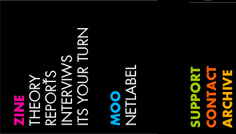 ZINE
THEORY
REPORTS
INTERVIWS
ITS YOUR TURN
MOO
NETLABEL
SUPPORT
CONTACT
ARCHIVE